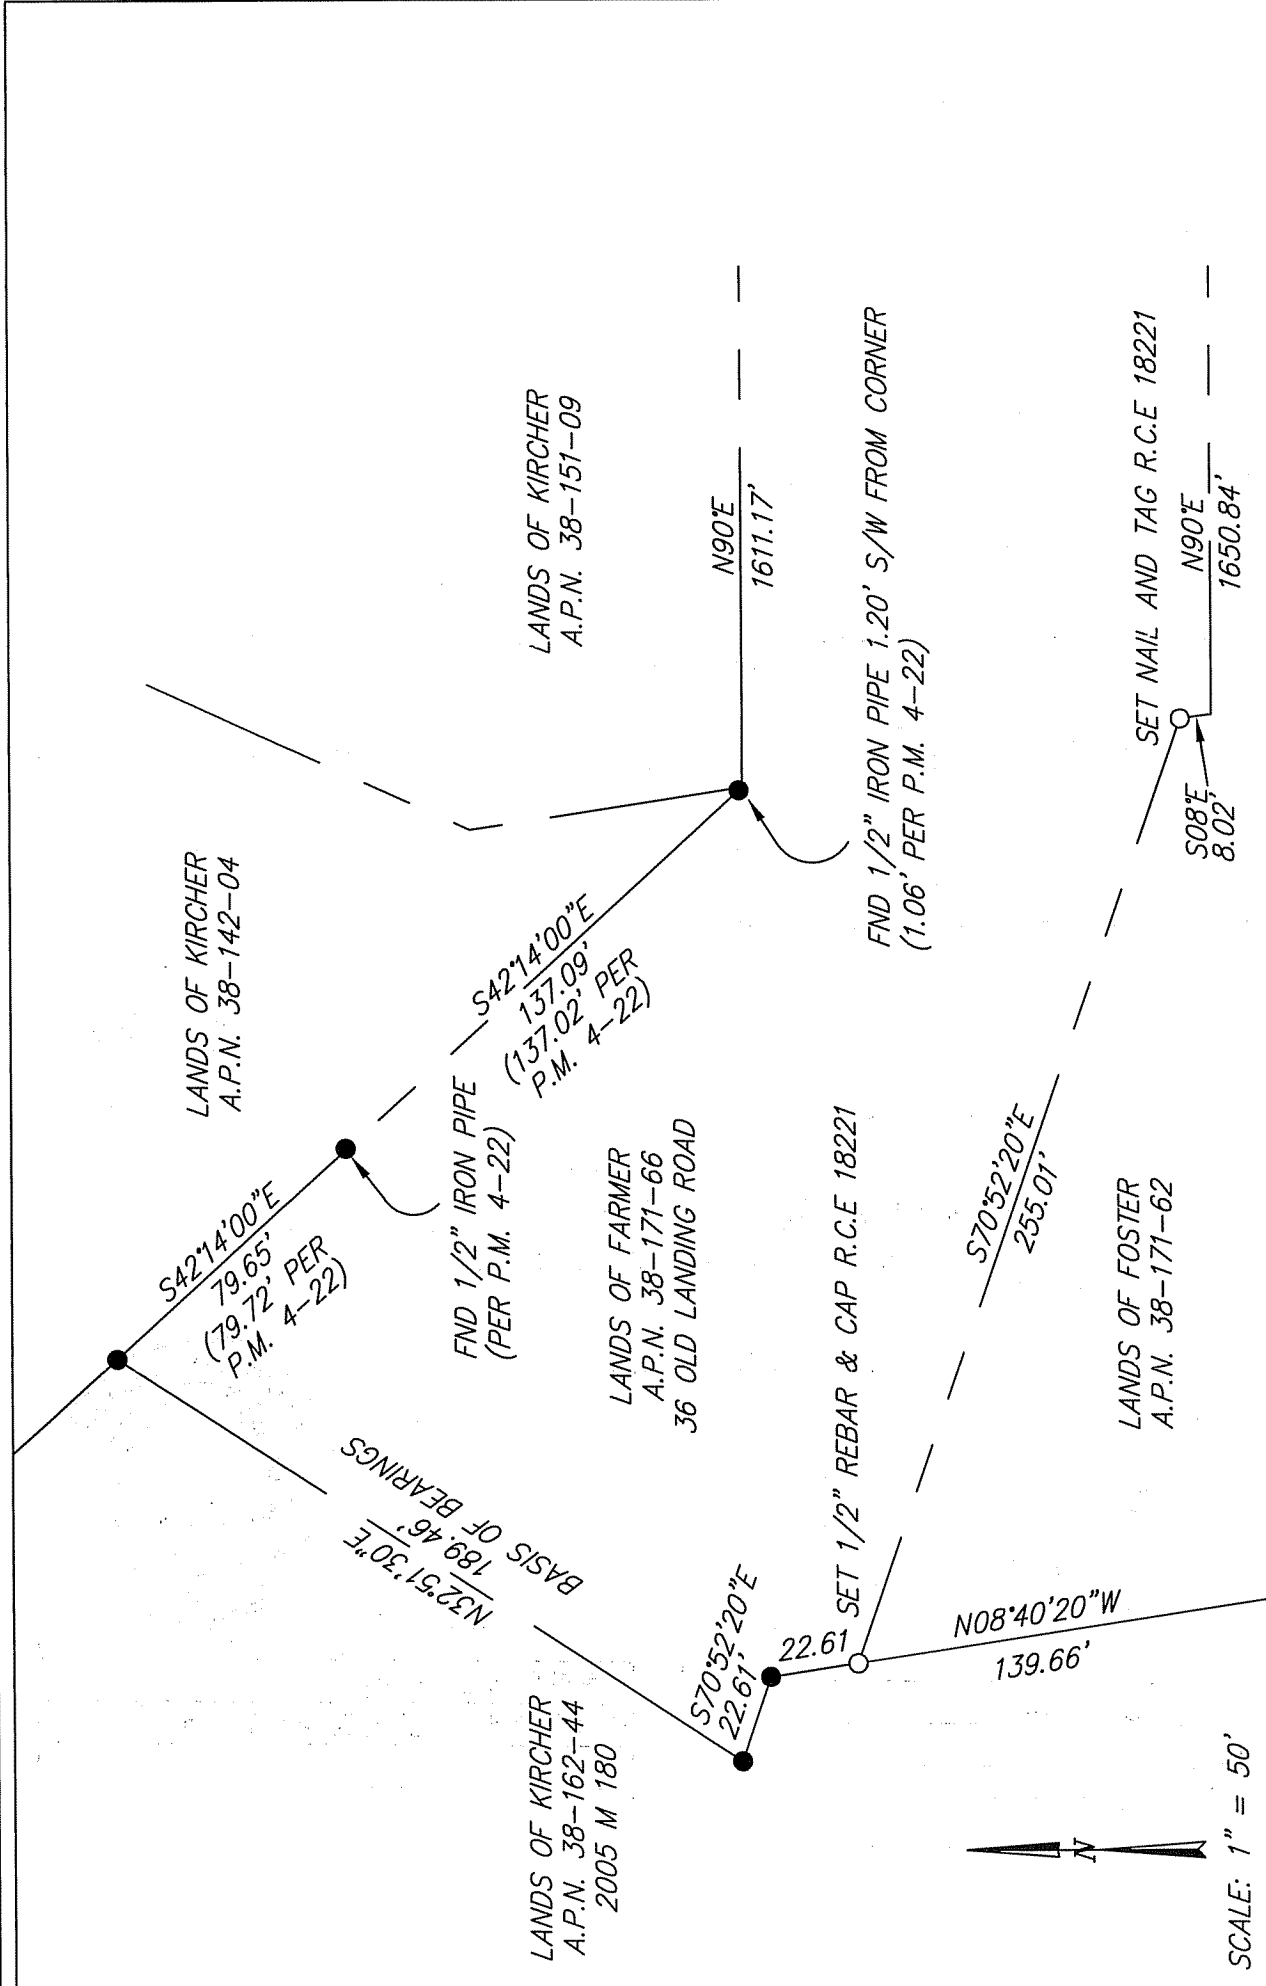 LANDS OF KIRCHER
A.P.N. 38-142-04
S42°14'00"E
79.65'
(79.72' PER
P.M. 4-22)
FND 1/2" IRON PIPE
(PER P.M. 4-22)
S42°14'00"E
137.09'
(137.02' PER
P.M. 4-22)
LANDS OF KIRCHER
A.P.N. 38-151-09
N90°E
1611.17'
FND 1/2" IRON PIPE 1.20' S/W FROM CORNER
(1.06' PER P.M. 4-22)
N32°51'30"E
189.46'
BASIS OF BEARINGS
LANDS OF KIRCHER
A.P.N. 38-162-44
2005 M 180
LANDS OF FARMER
A.P.N. 38-171-66
36 OLD LANDING ROAD
S70°52'20"E
22.61'
22.61
SET 1/2" REBAR & CAP R.C.E 18221
N08°40'20"W
139.66'
S70°52'20"E
255.01'
LANDS OF FOSTER
A.P.N. 38-171-62
SET NAIL AND TAG R.C.E 18221
S08°E
8.02'
N90°E
1650.84'
N
SCALE: 1" = 50'